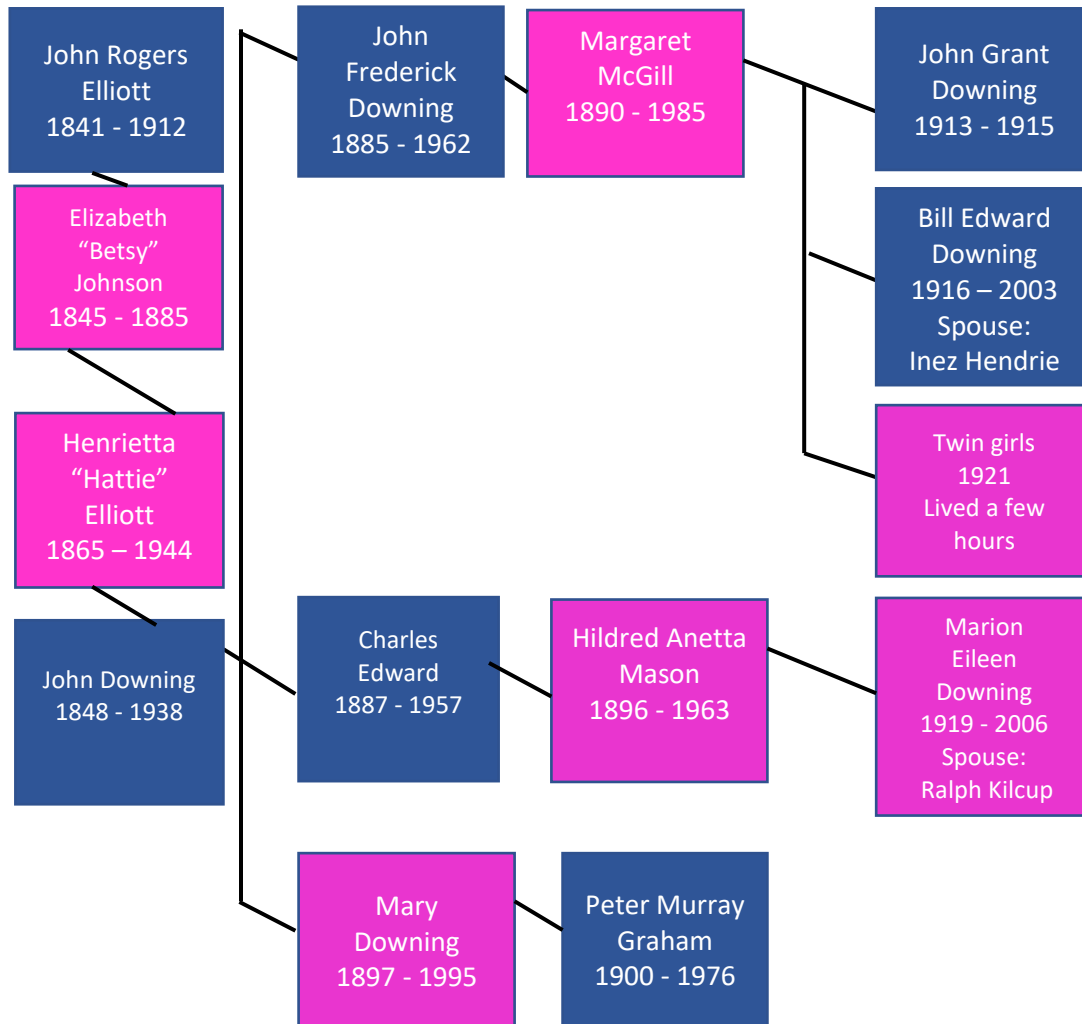 John Rogers
Elliott
1841 - 1912
Elizabeth
“Betsy”
Johnson
1845 - 1885
Henrietta
“Hattie”
Elliott
1865 – 1944
John Downing
1848 - 1938
John
Frederick
Downing
1885 - 1962
Margaret
McGill
1890 - 1985
John Grant
Downing
1913 - 1915
Bill Edward
Downing
1916 – 2003
Spouse:
Inez Hendrie
Twin girls
1921
Lived a few
hours
Charles
Edward
1887 - 1957
Hildred Anetta
Mason
1896 - 1963
Marion
Eileen
Downing
1919 - 2006
Spouse:
Ralph Kilcup
Mary
Downing
1897 - 1995
Peter Murray
Graham
1900 - 1976